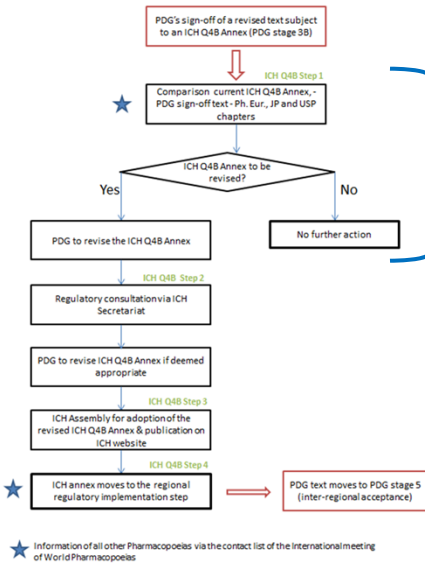 PDG's sign-off of a revised text subject
to an ICH Q4B Annex (PDG stage 3B)
ICH Q4B Step 1
Comparison current ICH Q4B Annex, -
PDG sign-off text - Ph. Eur., JP and USP
chapters
ICH Q4B Annex to be
revised?
Yes
No
PDG to revise the ICH Q4B Annex
No further action
ICH Q4B Step 2
Regulatory consultation via ICH
Secretariat
PDG to revise ICH Q4B Annex if deemed
appropriate
ICH Q4B Step 3
ICH Assembly for adoption of the
revised ICH Q4B Annex & publication on
ICH website
ICH Q4B Step 4
ICH annex moves to the regional
regulatory implementation step
PDG text moves to PDG stage 5
(inter-regional acceptance)
Information of all other Pharmacopoeias via the contact list of the International meeting
of World Pharmacopoeias